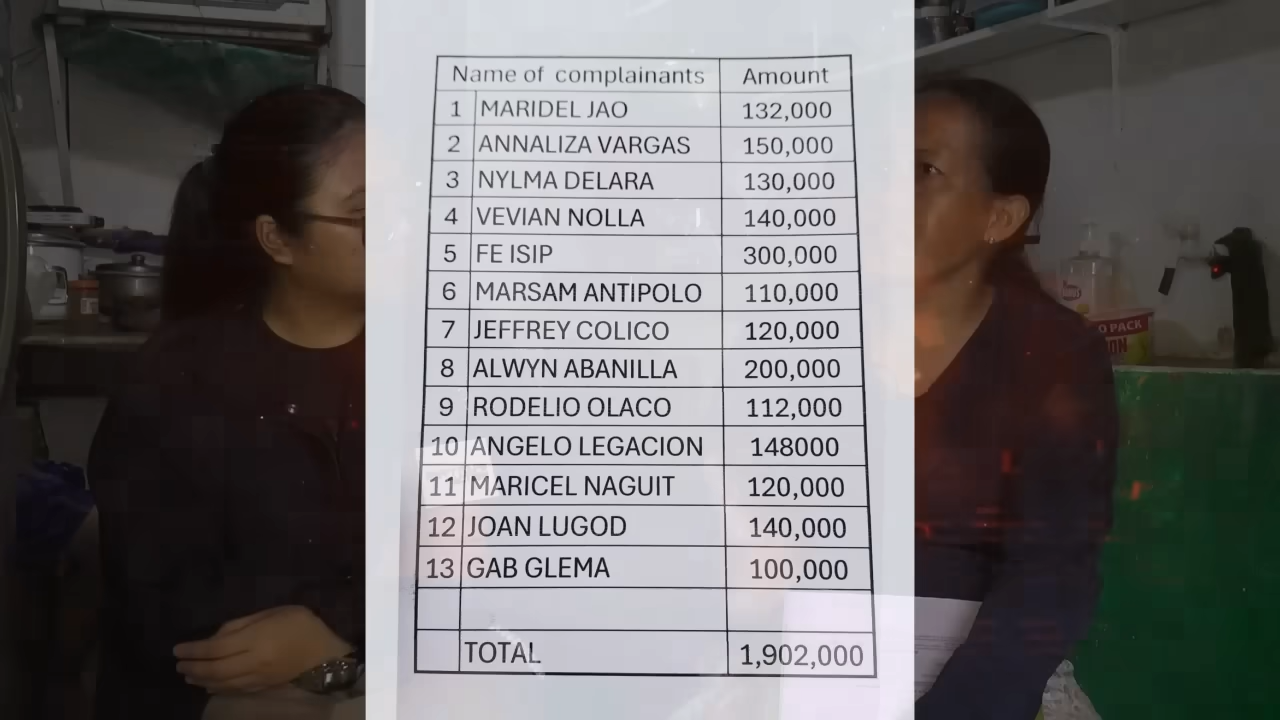 Name of complainants Amount
1 MARIDEL JAO 132,000
2 ANNALIZA VARGAS 150,000
3 NYLMA DELARA 130,000
4 VEVIAN NOLLA 140,000
5 FE ISIP 300,000
6 MARSAM ANTIPOLO 110,000
7 JEFFREY COLICO 120,000
8 ALWYN ABANILLA 200,000
9 RODELIO OLACO 112,000
10 ANGELO LEGACION 148000
11 MARICEL NAGUIT 120,000
12 JOAN LUGOD 140,000
13 GAB GLEMA 100,000
TOTAL 1,902,000
O PACK